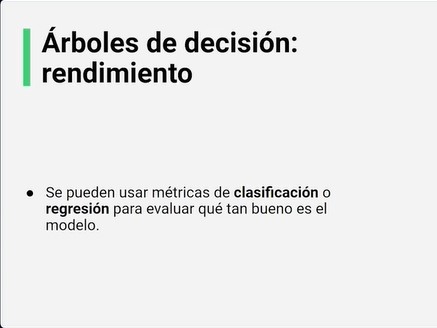 Árboles de decisión:
rendimiento
● Se pueden usar métricas de clasificación o
regresión para evaluar qué tan bueno es el
modelo.